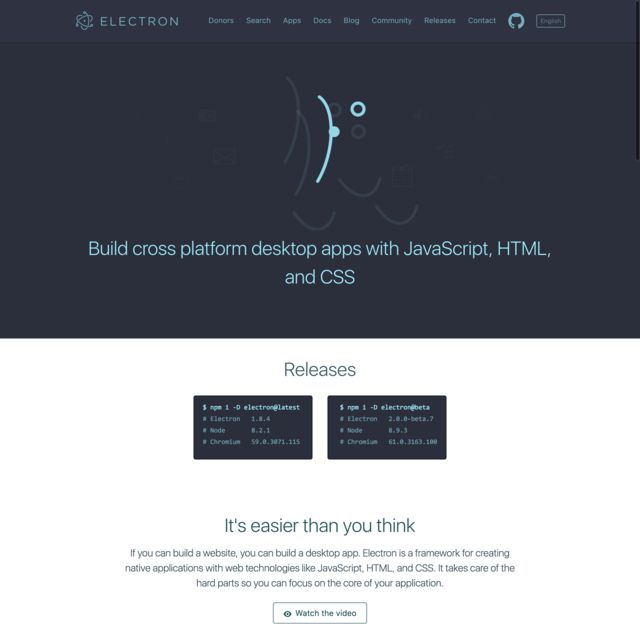 ELECTRON
Donors Search Apps Docs Blog Community Releases Contact English
Build cross platform desktop apps with JavaScript, HTML,
and CSS
Releases
$ npm i -D electron@latest
# Electron 1.8.4
# Node 8.2.1
# Chromium 59.0.3071.115
$ npm i -D electron@beta
# Electron 2.0.0-beta.7
# Node 8.9.3
# Chromium 61.0.3163.100
It's easier than you think
If you can build a website, you can build a desktop app. Electron is a framework for creating
native applications with web technologies like JavaScript, HTML, and CSS. It takes care of the
hard parts so you can focus on the core of your application.
Watch the video